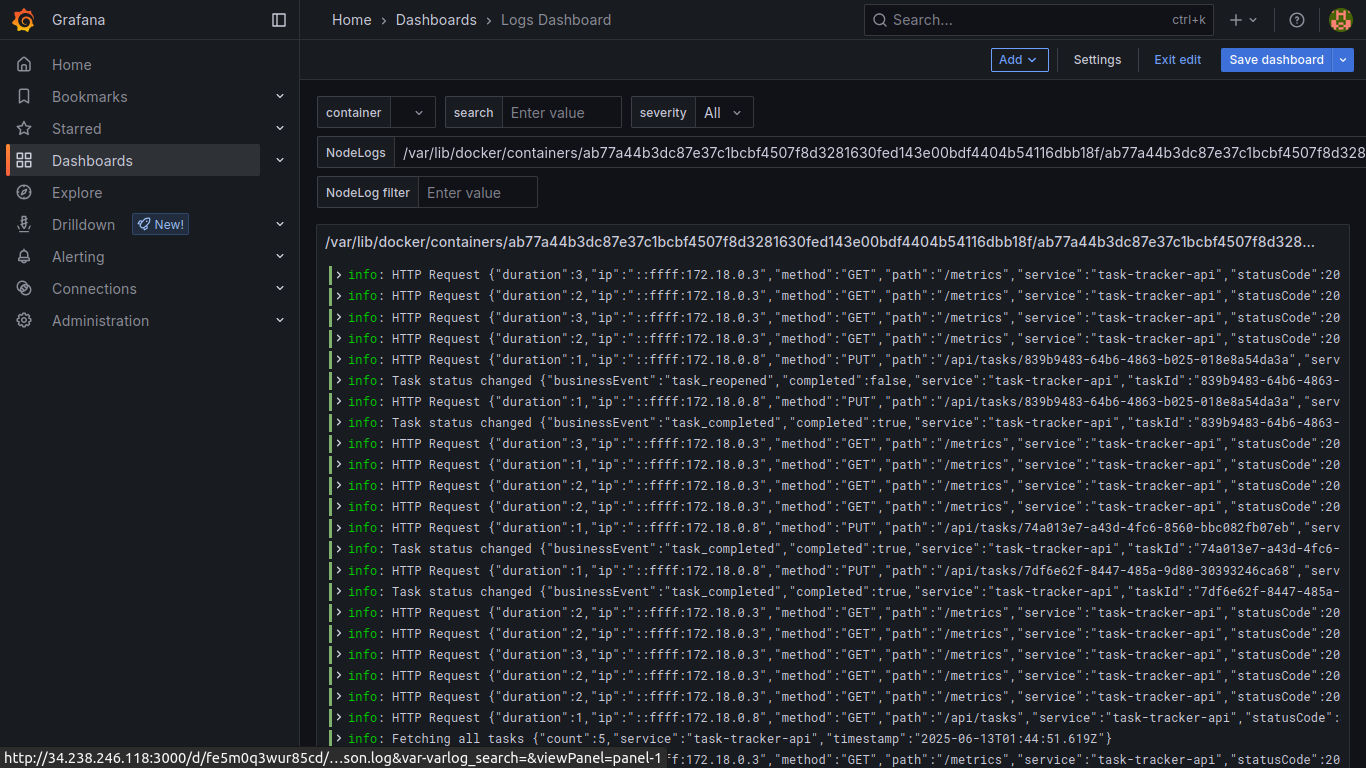 Grafana
Home › Dashboards › Logs Dashboard
Search...
ctrl+k
Add
Settings
Exit edit
Save dashboard
Home
Bookmarks
Starred
Dashboards
Explore
Drilldown New!
Alerting
Connections
Administration
container
search Enter value
severity All
NodeLogs /var/lib/docker/containers/ab77a44b3dc87e37c1bcbf4507f8d3281630fed143e00bdf4404b54116dbb18f/ab77a44b3dc87e37c1bcbf4507f8d328
NodeLog filter Enter value
/var/lib/docker/containers/ab77a44b3dc87e37c1bcbf4507f8d3281630fed143e00bdf4404b54116dbb18f/ab77a44b3dc87e37c1bcbf4507f8d328...
info: HTTP Request {"duration":3,"ip":"::ffff:172.18.0.3","method":"GET","path":"/metrics","service":"task-tracker-api","statusCode":20
info: HTTP Request {"duration":2,"ip":"::ffff:172.18.0.3","method":"GET","path":"/metrics","service":"task-tracker-api","statusCode":20
info: HTTP Request {"duration":3,"ip":"::ffff:172.18.0.3","method":"GET","path":"/metrics","service":"task-tracker-api","statusCode":20
info: HTTP Request {"duration":2,"ip":"::ffff:172.18.0.3","method":"GET","path":"/metrics","service":"task-tracker-api","statusCode":20
info: HTTP Request {"duration":1,"ip":"::ffff:172.18.0.8","method":"PUT","path":"/api/tasks/839b9483-64b6-4863-b025-018e8a54da3a","serv
info: Task status changed {"businessEvent":"task_reopened","completed":false,"service":"task-tracker-api","taskId":"839b9483-64b6-4863-
info: HTTP Request {"duration":1,"ip":"::ffff:172.18.0.8","method":"PUT","path":"/api/tasks/839b9483-64b6-4863-b025-018e8a54da3a","serv
info: Task status changed {"businessEvent":"task_completed","completed":true,"service":"task-tracker-api","taskId":"839b9483-64b6-4863-
info: HTTP Request {"duration":3,"ip":"::ffff:172.18.0.3","method":"GET","path":"/metrics","service":"task-tracker-api","statusCode":20
info: HTTP Request {"duration":1,"ip":"::ffff:172.18.0.3","method":"GET","path":"/metrics","service":"task-tracker-api","statusCode":20
info: HTTP Request {"duration":2,"ip":"::ffff:172.18.0.3","method":"GET","path":"/metrics","service":"task-tracker-api","statusCode":20
info: HTTP Request {"duration":2,"ip":"::ffff:172.18.0.3","method":"GET","path":"/metrics","service":"task-tracker-api","statusCode":20
info: HTTP Request {"duration":1,"ip":"::ffff:172.18.0.8","method":"PUT","path":"/api/tasks/74a013e7-a43d-4fc6-8560-bbc082fb07eb","serv
info: Task status changed {"businessEvent":"task_completed","completed":true,"service":"task-tracker-api","taskId":"74a013e7-a43d-4fc6-
info: HTTP Request {"duration":1,"ip":"::ffff:172.18.0.8","method":"PUT","path":"/api/tasks/7df6e62f-8447-485a-9d80-30393246ca68","serv
info: Task status changed {"businessEvent":"task_completed","completed":true,"service":"task-tracker-api","taskId":"7df6e62f-8447-485a-
info: HTTP Request {"duration":2,"ip":"::ffff:172.18.0.3","method":"GET","path":"/metrics","service":"task-tracker-api","statusCode":20
info: HTTP Request {"duration":2,"ip":"::ffff:172.18.0.3","method":"GET","path":"/metrics","service":"task-tracker-api","statusCode":20
info: HTTP Request {"duration":3,"ip":"::ffff:172.18.0.3","method":"GET","path":"/metrics","service":"task-tracker-api","statusCode":20
info: HTTP Request {"duration":2,"ip":"::ffff:172.18.0.3","method":"GET","path":"/metrics","service":"task-tracker-api","statusCode":20
info: HTTP Request {"duration":2,"ip":"::ffff:172.18.0.3","method":"GET","path":"/metrics","service":"task-tracker-api","statusCode":20
info: HTTP Request {"duration":1,"ip":"::ffff:172.18.0.8","method":"GET","path":"/api/tasks","service":"task-tracker-api","statusCode":
info: Fetching all tasks {"count":5,"service":"task-tracker-api","timestamp":"2025-06-13T01:44:51.619Z"}
http://34.238.246.118:3000/d/fe5m0q3wur85cd/...son.log&var-varlog_search=&viewPanel=panel-1
ff:172.18.0.3","method":"GET","path":"/metrics","service":"task-tracker-api","statusCode":20